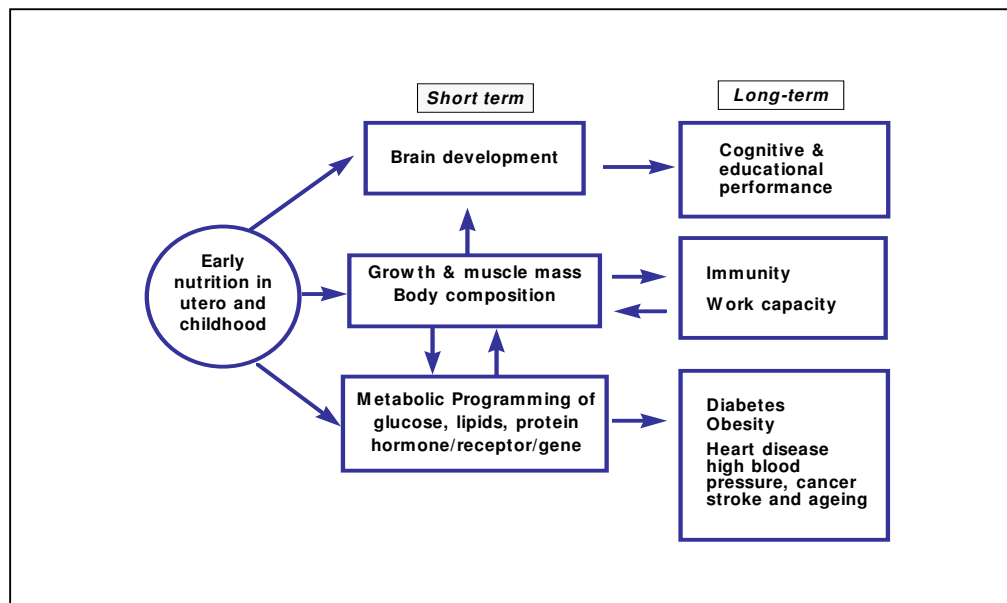 Short term
Long-term
Brain development
Cognitive &
educational
performance
Early
nutrition in
utero and
childhood
Growth & muscle mass
Body composition
Immunity
Work capacity
Metabolic Programming of
glucose, lipids, protein
hormone/receptor/gene
Diabetes
Obesity
Heart disease
high blood
pressure, cancer
stroke and ageing